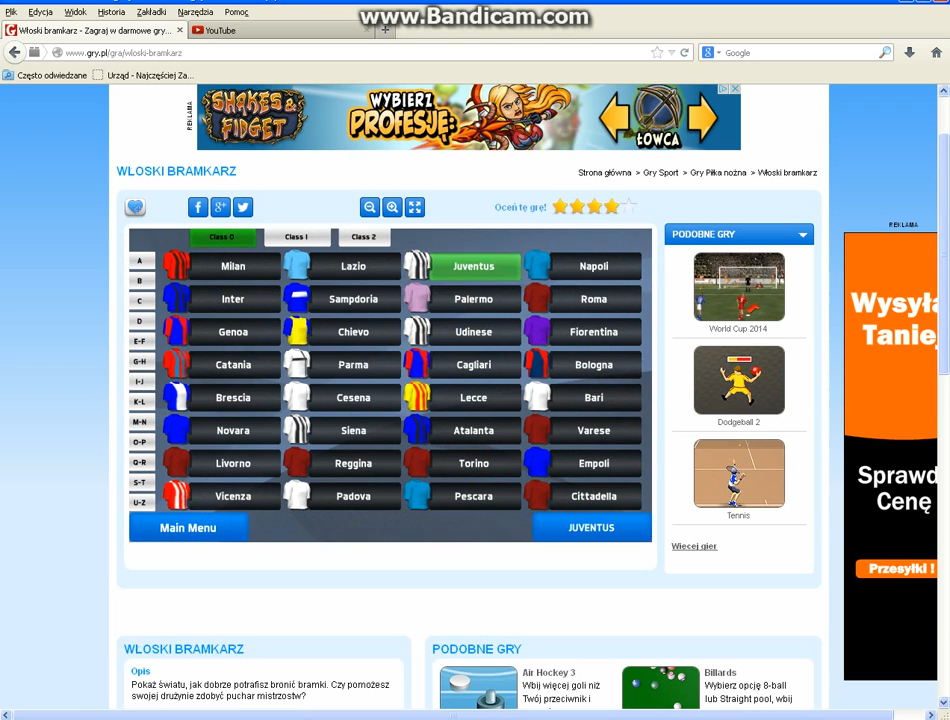 www.Bandicam.com
Plik Edycja Widok Historia Zakładki Narzędzia Pomoc
Włoski bramkarz - Zagraj w darmowe gry...
YouTube
www.gry.pl/gra/wloski-bramkarz
Google
Często odwiedzane
Urząd - Najczęściej Za...
REKLAMA
SHAKES & FIDGET
WYBIERZ PROFESJĘ:
ŁOWCA
WLOSKI BRAMKARZ
Strona główna > Gry Sport > Gry Piłka nożna > Włoski bramkarz
Oceń tę grę!
Class 0 Class 1 Class 2
A
B
C
D
E-F
G-H
I-J
K-L
M-N
O-P
Q-R
S-T
U-Z
Milan Lazio Juventus Napoli
Inter Sampdoria Palermo Roma
Genoa Chievo Udinese Fiorentina
Catania Parma Cagliari Bologna
Brescia Cesena Lecce Bari
Novara Siena Atalanta Varese
Livorno Reggina Torino Empoli
Vicenza Padova Pescara Cittadella
Main Menu
JUVENTUS
PODOBNE GRY
World Cup 2014
Dodgeball 2
Tennis
Więcej gier
REKLAMA
Wysyła
Taniej
Sprawd
Cenę
Przesyłki !
WLOSKI BRAMKARZ
Opis
Pokaż światu, jak dobrze potrafisz bronić bramki. Czy pomożesz
swojej drużynie zdobyć puchar mistrzostw?
PODOBNE GRY
Air Hockey 3
Wbij więcej goli niż
Twój przeciwnik i
Billards
Wybierz opcję 8-ball
lub Straight pool, wbij